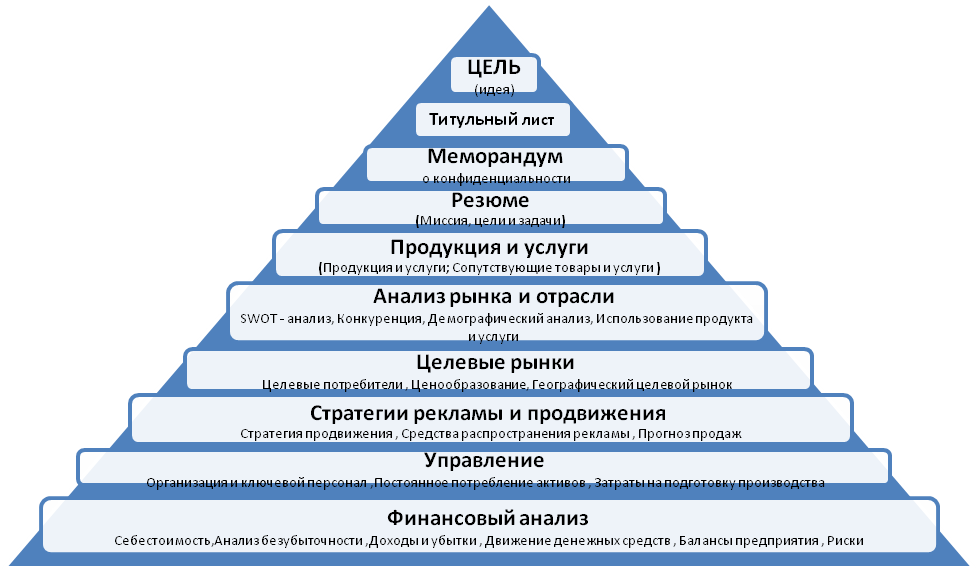 ЦЕЛЬ
(идея)
Титульный лист
Меморандум
о конфиденциальности
Резюме
(Миссия, цели и задачи)
Продукция и услуги
(Продукция и услуги; Сопутствующие товары и услуги )
Анализ рынка и отрасли
SWOT - анализ, Конкуренция, Демографический анализ, Использование продукта
и услуги
Целевые рынки
Целевые потребители , Ценообразование, Географический целевой рынок
Стратегии рекламы и продвижения
Стратегия продвижения , Средства распространения рекламы , Прогноз продаж
Управление
Организация и ключевой персонал ,Постоянное потребление активов , Затраты на подготовку производства
Финансовый анализ
Себестоимость,Анализ безубыточности ,Доходы и убытки , Движение денежных средств , Балансы предприятия , Риски